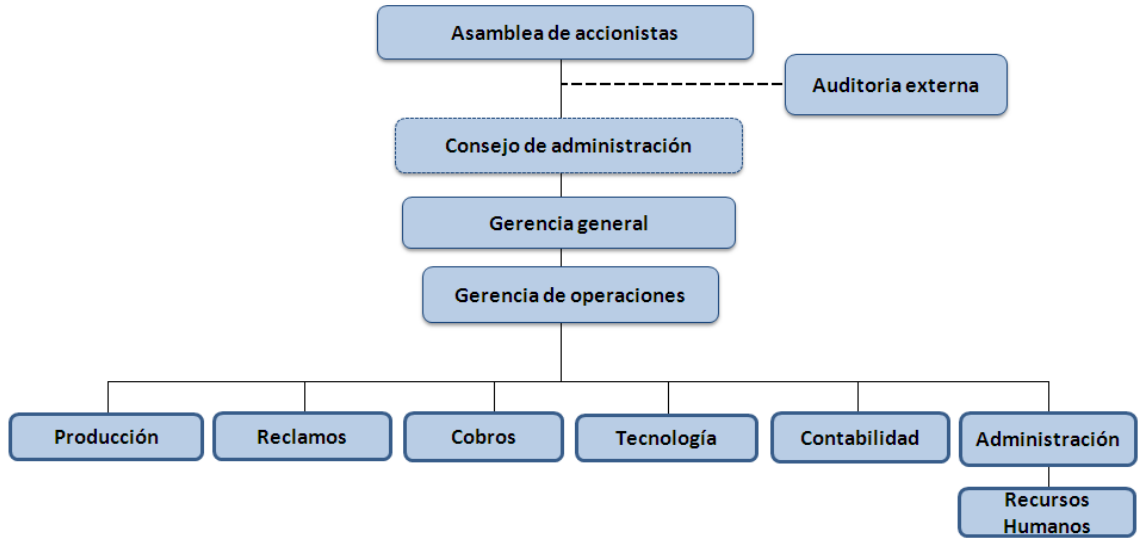 Asamblea de accionistas
Auditoria externa
Consejo de administración
Gerencia general
Gerencia de operaciones
Producción
Reclamos
Cobros
Tecnología
Contabilidad
Administración
Recursos
Humanos